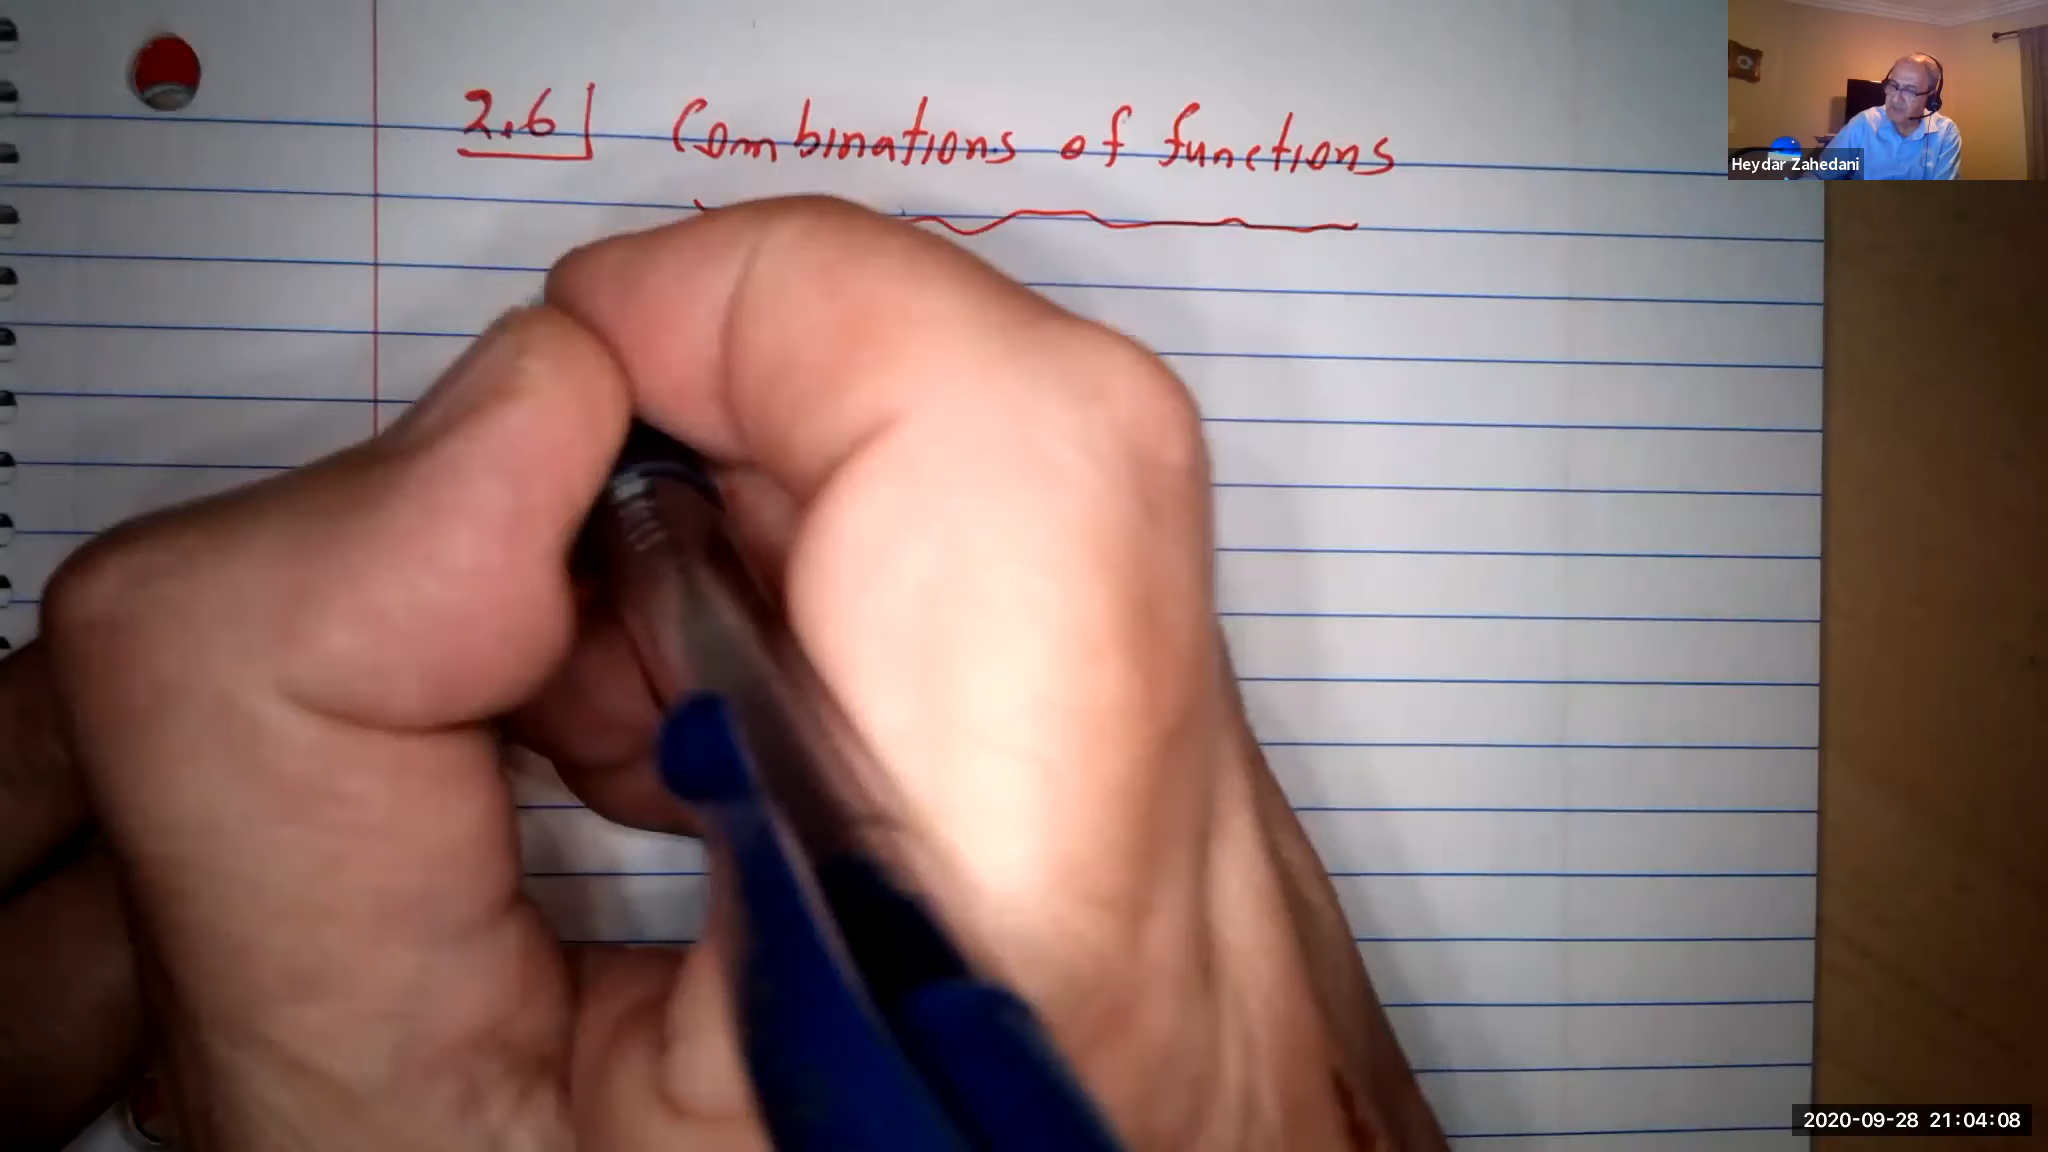 2.6 Combinations of functions
Heydar Zahedani
2020-09-28 21:04:08